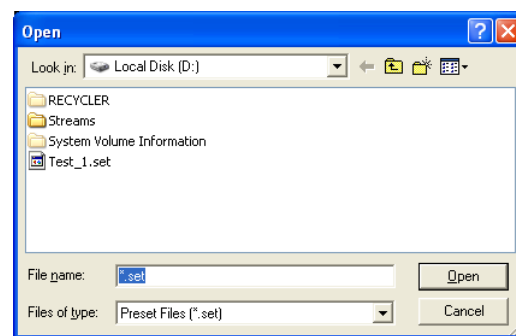 Open
Look in: Local Disk (D:)
RECYCLER
Streams
System Volume Information
Test_1.set
File name: *.set Open
Files of type: Preset Files (*.set) Cancel